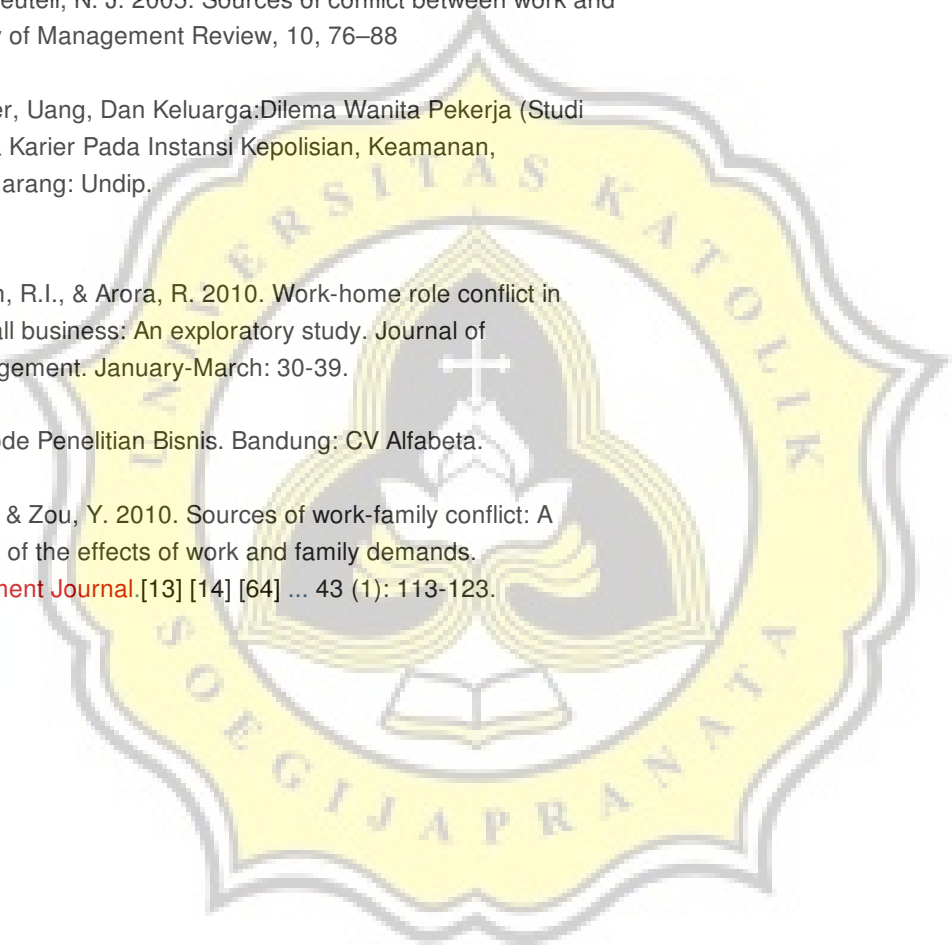 eutell, N. J. 2005. Sources of conflict between work and
y of Management Review, 10, 76–88
er, Uang, Dan Keluarga:Dilema Wanita Pekerja (Studi
a Karier Pada Instansi Kepolisian, Keamanan,
arang: Undip.
n, R.I., & Arora, R. 2010. Work-home role conflict in
all business: An exploratory study. Journal of
gement. January-March: 30-39.
ode Penelitian Bisnis. Bandung: CV Alfabeta.
& Zou, Y. 2010. Sources of work-family conflict: A
of the effects of work and family demands.
ment Journal.[13] [14] [64] ... 43 (1): 113-123.
UNIVERSITAS KATOLIK
SOEGIJAPRANATA